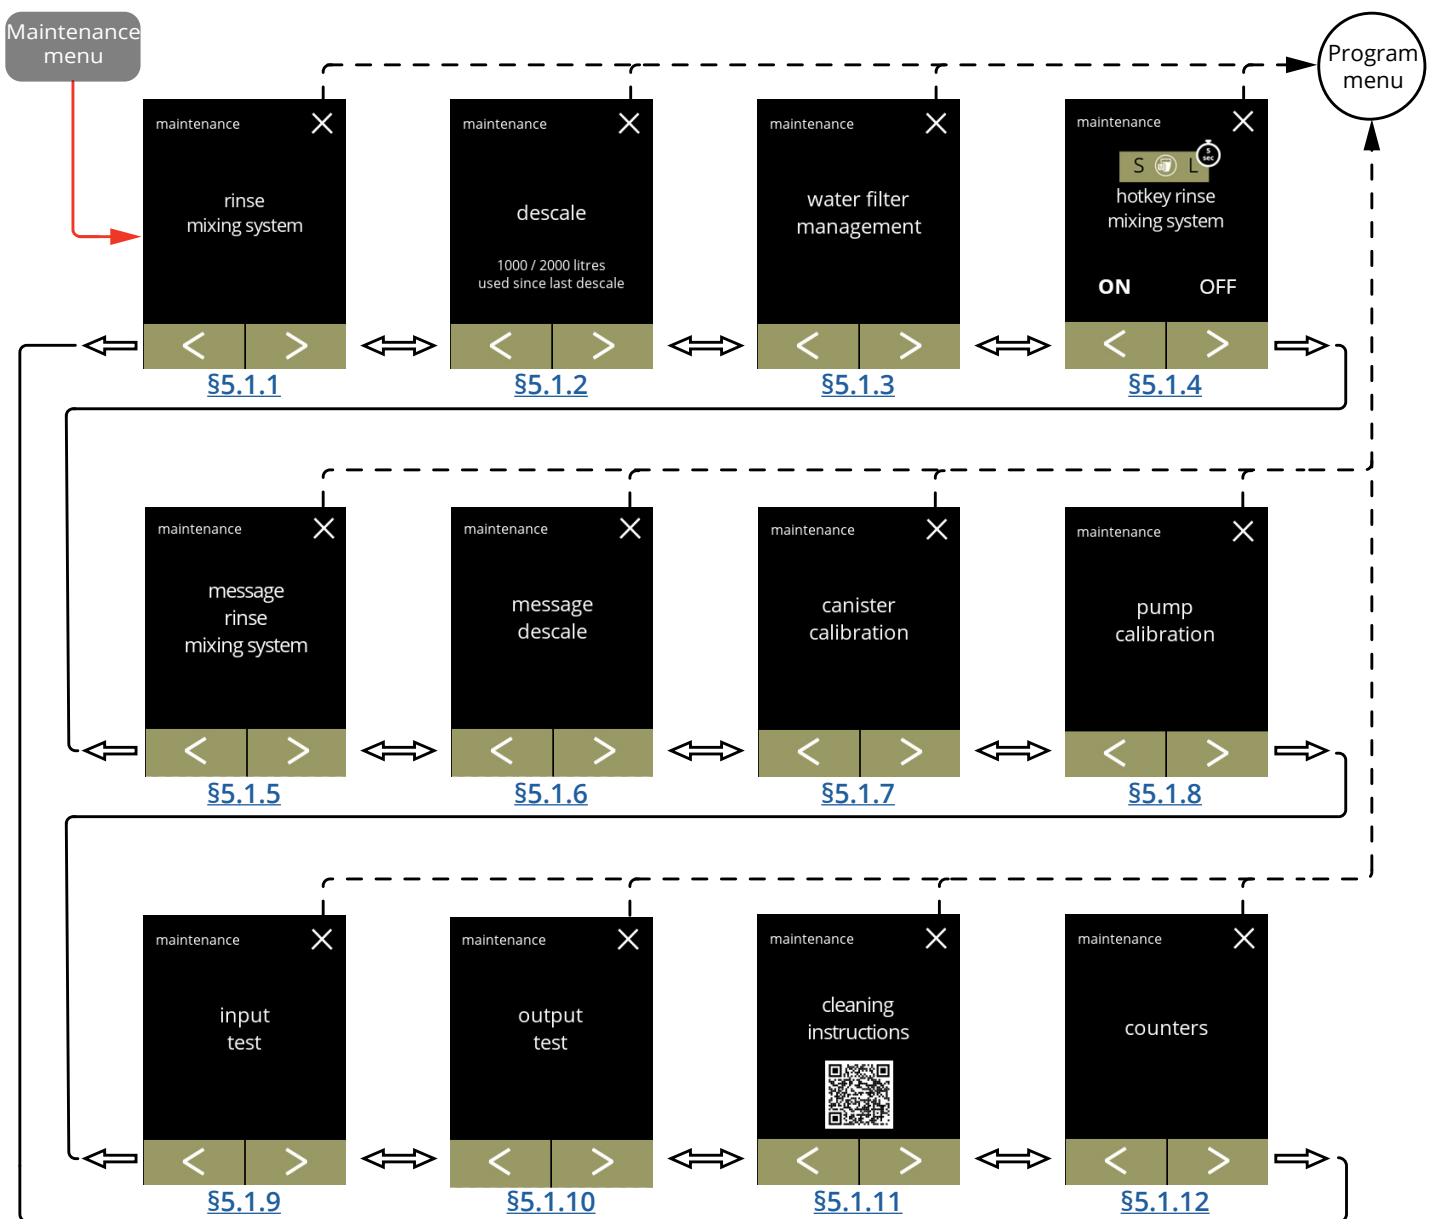 Maintenance
menu
Program
menu
maintenance
rinse
mixing system
§5.1.1
maintenance
descale
1000 / 2000 litres
used since last descale
§5.1.2
maintenance
water filter
management
§5.1.3
maintenance
S L
5
sec
hotkey rinse
mixing system
ON OFF
§5.1.4
maintenance
message
rinse
mixing system
§5.1.5
maintenance
message
descale
§5.1.6
maintenance
canister
calibration
§5.1.7
maintenance
pump
calibration
§5.1.8
maintenance
input
test
§5.1.9
maintenance
output
test
§5.1.10
maintenance
cleaning
instructions
§5.1.11
maintenance
counters
§5.1.12